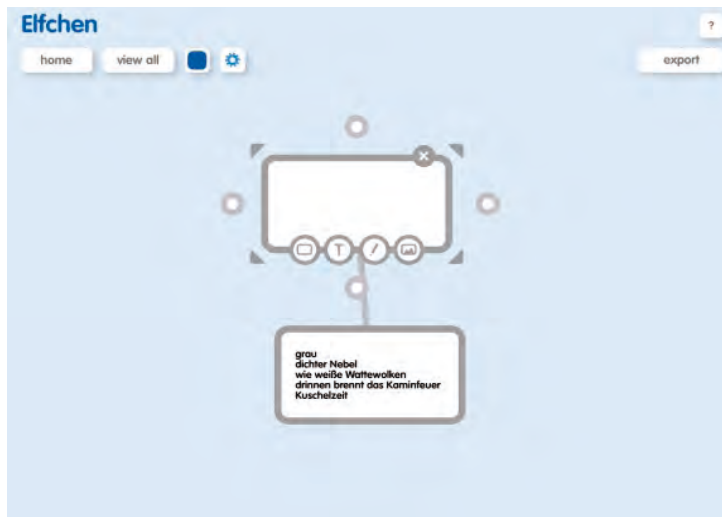 Elfchen
?
home
view all
export
T
grau
dichter Nebel
wie weiße Wattewolken
drinnen brennt das Kaminfeuer
Kuschelzeit